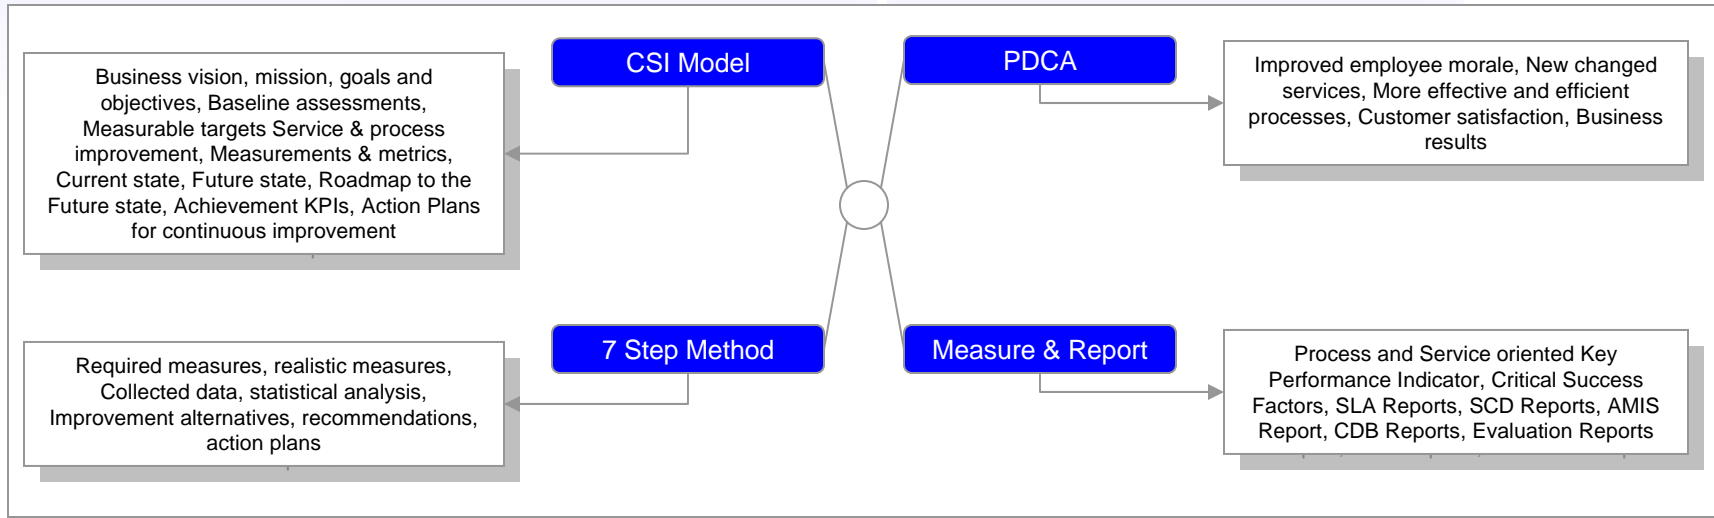 CSI Model
Business vision, mission, goals and
objectives, Baseline assessments,
Measurable targets Service & process
improvement, Measurements & metrics,
Current state, Future state, Roadmap to the
Future state, Achievement KPIs, Action Plans
for continuous improvement
PDCA
Improved employee morale, New changed
services, More effective and efficient
processes, Customer satisfaction, Business
results
7 Step Method
Required measures, realistic measures,
Collected data, statistical analysis,
Improvement alternatives, recommendations,
action plans
Measure & Report
Process and Service oriented Key
Performance Indicator, Critical Success
Factors, SLA Reports, SCD Reports, AMIS
Report, CDB Reports, Evaluation Reports